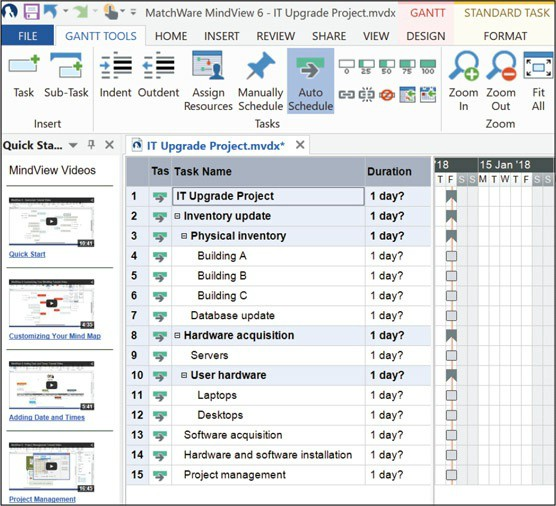 MatchWare MindView 6 - IT Upgrade Project.mvdx
GANTT
STANDARD TASK
FILE GANTT TOOLS HOME INSERT REVIEW SHARE VIEW DESIGN FORMAT
0 25 50 75 100
Task Sub-Task Indent Outdent Assign Resources Manually Schedule Auto Schedule Zoom In Zoom Out Fit All
Insert Tasks Zoom
Quick Sta...
IT Upgrade Project.mvdx*
MindView Videos
10:41
Quick Start
4:35
Customizing Your Mind Map
Adding Date and Times
Project Management
Tas Task Name Duration '18 15 Jan '18
T F S S M T W T F S S
1 IT Upgrade Project 1 day?
2 Inventory update 1 day?
3 Physical inventory 1 day?
4 Building A 1 day?
5 Building B 1 day?
6 Building C 1 day?
7 Database update 1 day?
8 Hardware acquisition 1 day?
9 Servers 1 day?
10 User hardware 1 day?
11 Laptops 1 day?
12 Desktops 1 day?
13 Software acquisition 1 day?
14 Hardware and software installation 1 day?
15 Project management 1 day?